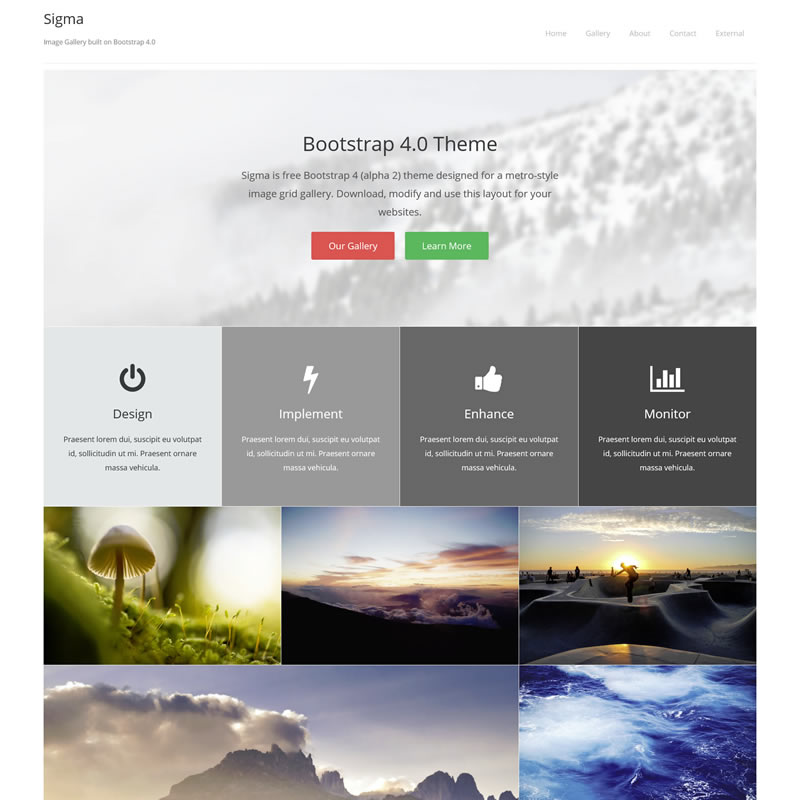 Sigma
Image Gallery built on Bootstrap 4.0
Home Gallery About Contact External
Bootstrap 4.0 Theme
Sigma is free Bootstrap 4 (alpha 2) theme designed for a metro-style
image grid gallery. Download, modify and use this layout for your
websites.
Our Gallery Learn More
Design
Praesent lorem dui, suscipit eu volutpat
id, sollicitudin ut mi. Praesent ornare
massa vehicula.
Implement
Praesent lorem dui, suscipit eu volutpat
id, sollicitudin ut mi. Praesent ornare
massa vehicula.
Enhance
Praesent lorem dui, suscipit eu volutpat
id, sollicitudin ut mi. Praesent ornare
massa vehicula.
Monitor
Praesent lorem dui, suscipit eu volutpat
id, sollicitudin ut mi. Praesent ornare
massa vehicula.